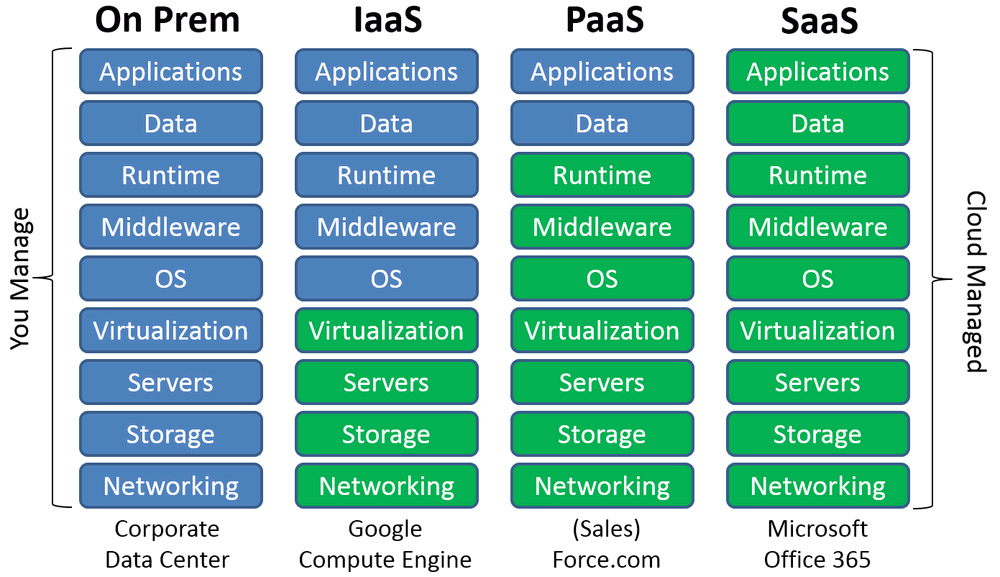 On Prem
IaaS
PaaS
SaaS
Applications
Applications
Applications
Applications
Data
Data
Data
Data
Runtime
Runtime
Runtime
Runtime
Middleware
Middleware
Middleware
Middleware
OS
OS
OS
OS
Virtualization
Virtualization
Virtualization
Virtualization
Servers
Servers
Servers
Servers
Storage
Storage
Storage
Storage
Networking
Networking
Networking
Networking
You Manage
Cloud Managed
Corporate
Data Center
Google
Compute Engine
(Sales)
Force.com
Microsoft
Office 365